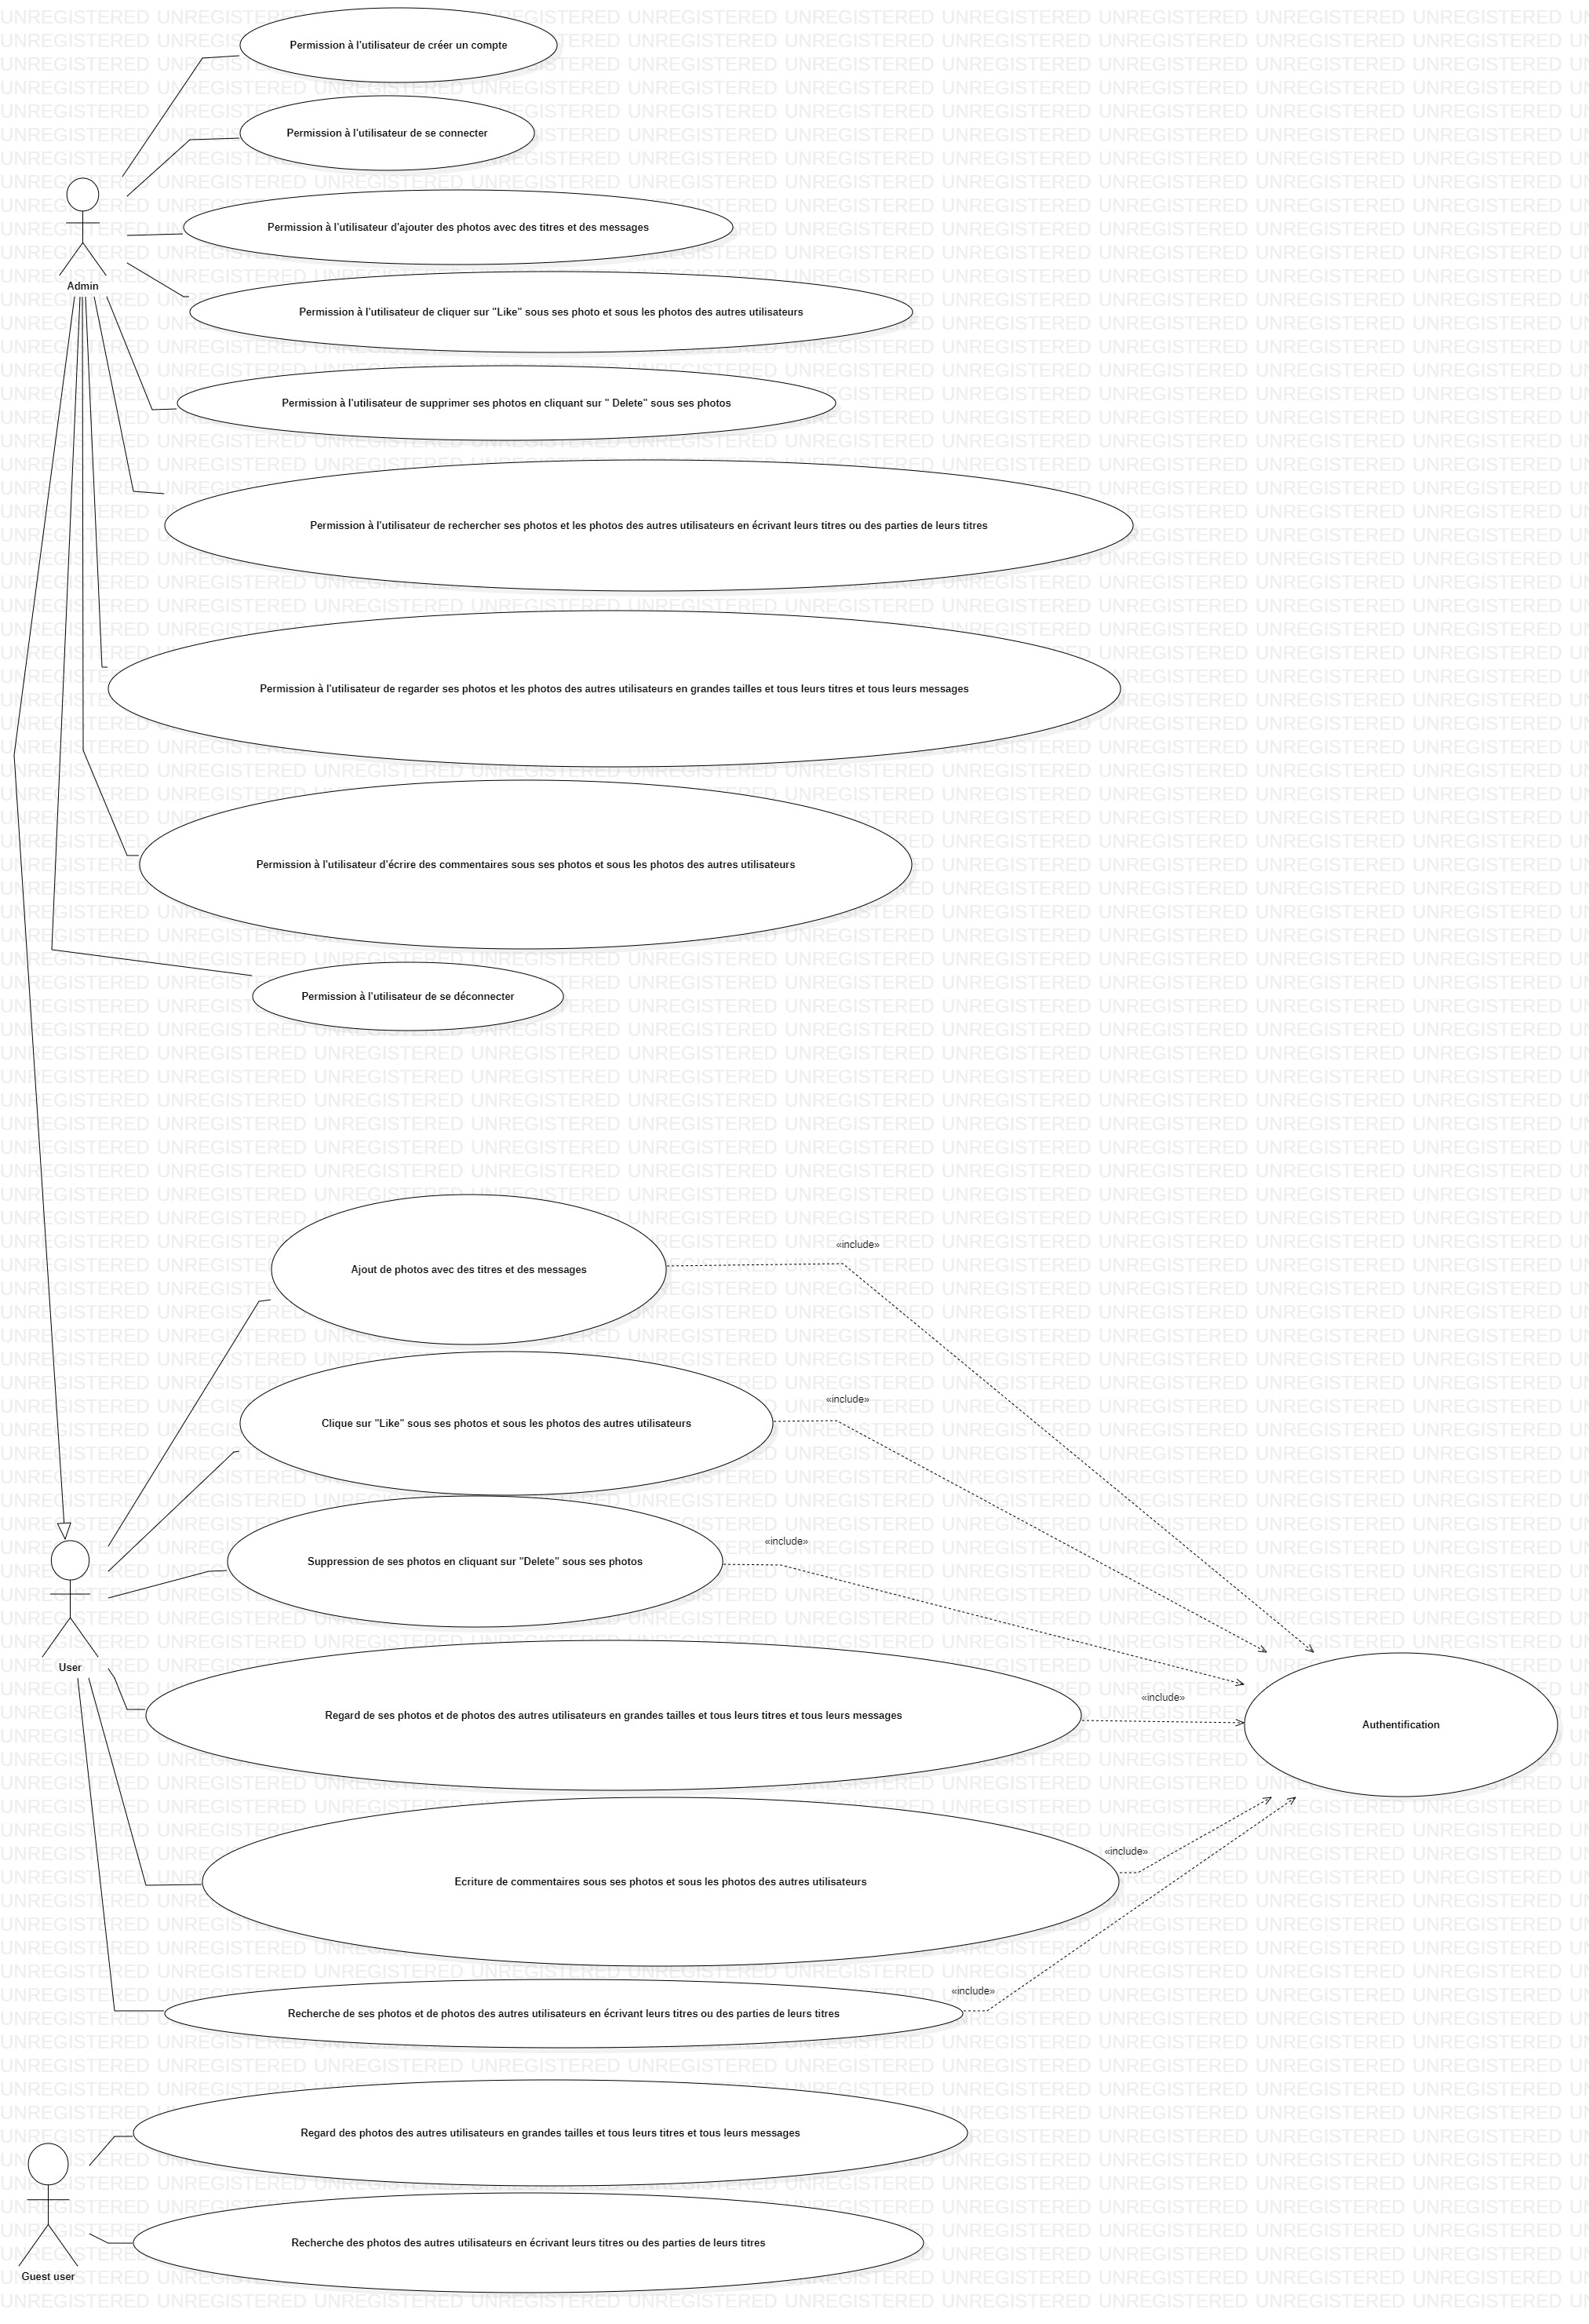 Permission à l'utilisateur de créer un compte
Permission à l'utilisateur de se connecter
Permission à l'utilisateur d'ajouter des photos avec des titres et des messages
Admin
Permission à l'utilisateur de cliquer sur "Like" sous ses photo et sous les photos des autres utilisateurs
Permission à l'utilisateur de supprimer ses photos en cliquant sur " Delete" sous ses photos
Permission à l'utilisateur de rechercher ses photos et les photos des autres utilisateurs en écrivant leurs titres ou des parties de leurs titres
Permission à l'utilisateur de regarder ses photos et les photos des autres utilisateurs en grandes tailles et tous leurs titres et tous leurs messages
Permission à l'utilisateur d'écrire des commentaires sous ses photos et sous les photos des autres utilisateurs
Permission à l'utilisateur de se déconnecter
«include»
Ajout de photos avec des titres et des messages
«include»
Clique sur "Like" sous ses photos et sous les photos des autres utilisateurs
«include»
Suppression de ses photos en cliquant sur "Delete" sous ses photos
User
«include»
Regard de ses photos et de photos des autres utilisateurs en grandes tailles et tous leurs titres et tous leurs messages
Authentification
«include»
Ecriture de commentaires sous ses photos et sous les photos des autres utilisateurs
«include»
Recherche de ses photos et de photos des autres utilisateurs en écrivant leurs titres ou des parties de leurs titres
Regard des photos des autres utilisateurs en grandes tailles et tous leurs titres et tous leurs messages
Recherche des photos des autres utilisateurs en écrivant leurs titres ou des parties de leurs titres
Guest user
UNREGISTERED